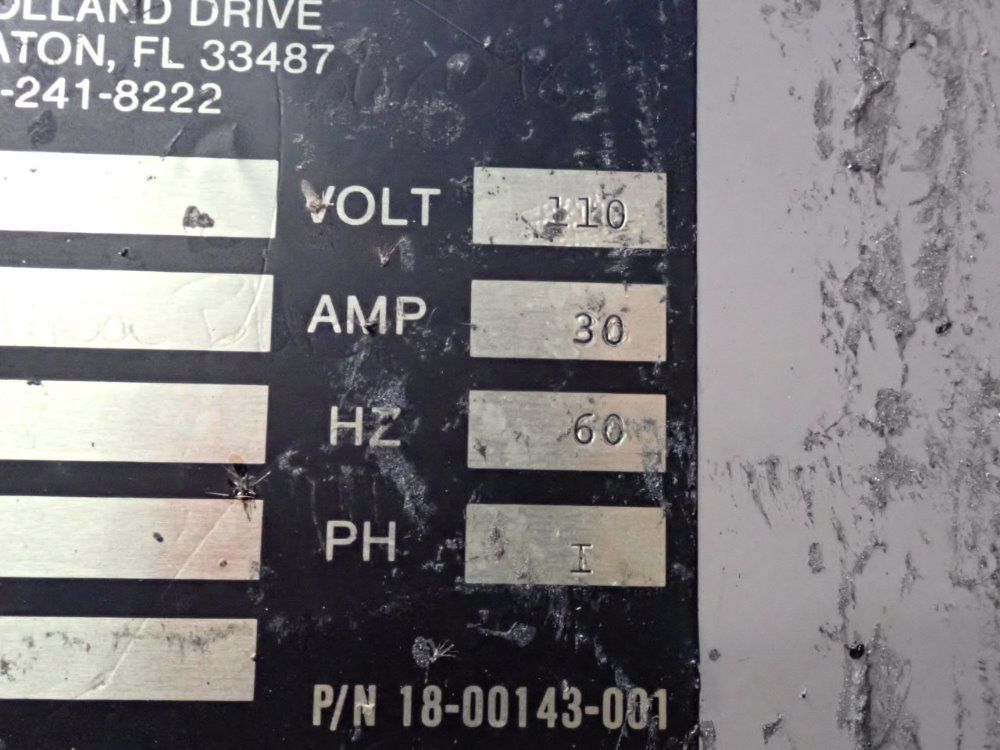 OLLAND DRIVE
ATON, FL 33487
-241-8222
VOLT 110
AMP 30
HZ 60
PH I
P/N 18-00143-001